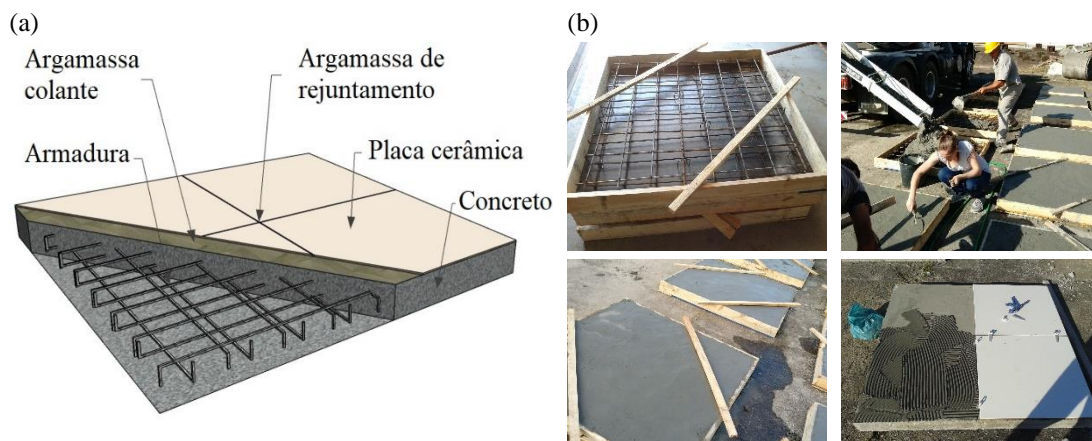 (a)
(b)
Argamassa
colante
Argamassa de
rejuntamento
Armadura
Placa cerâmica
Concreto